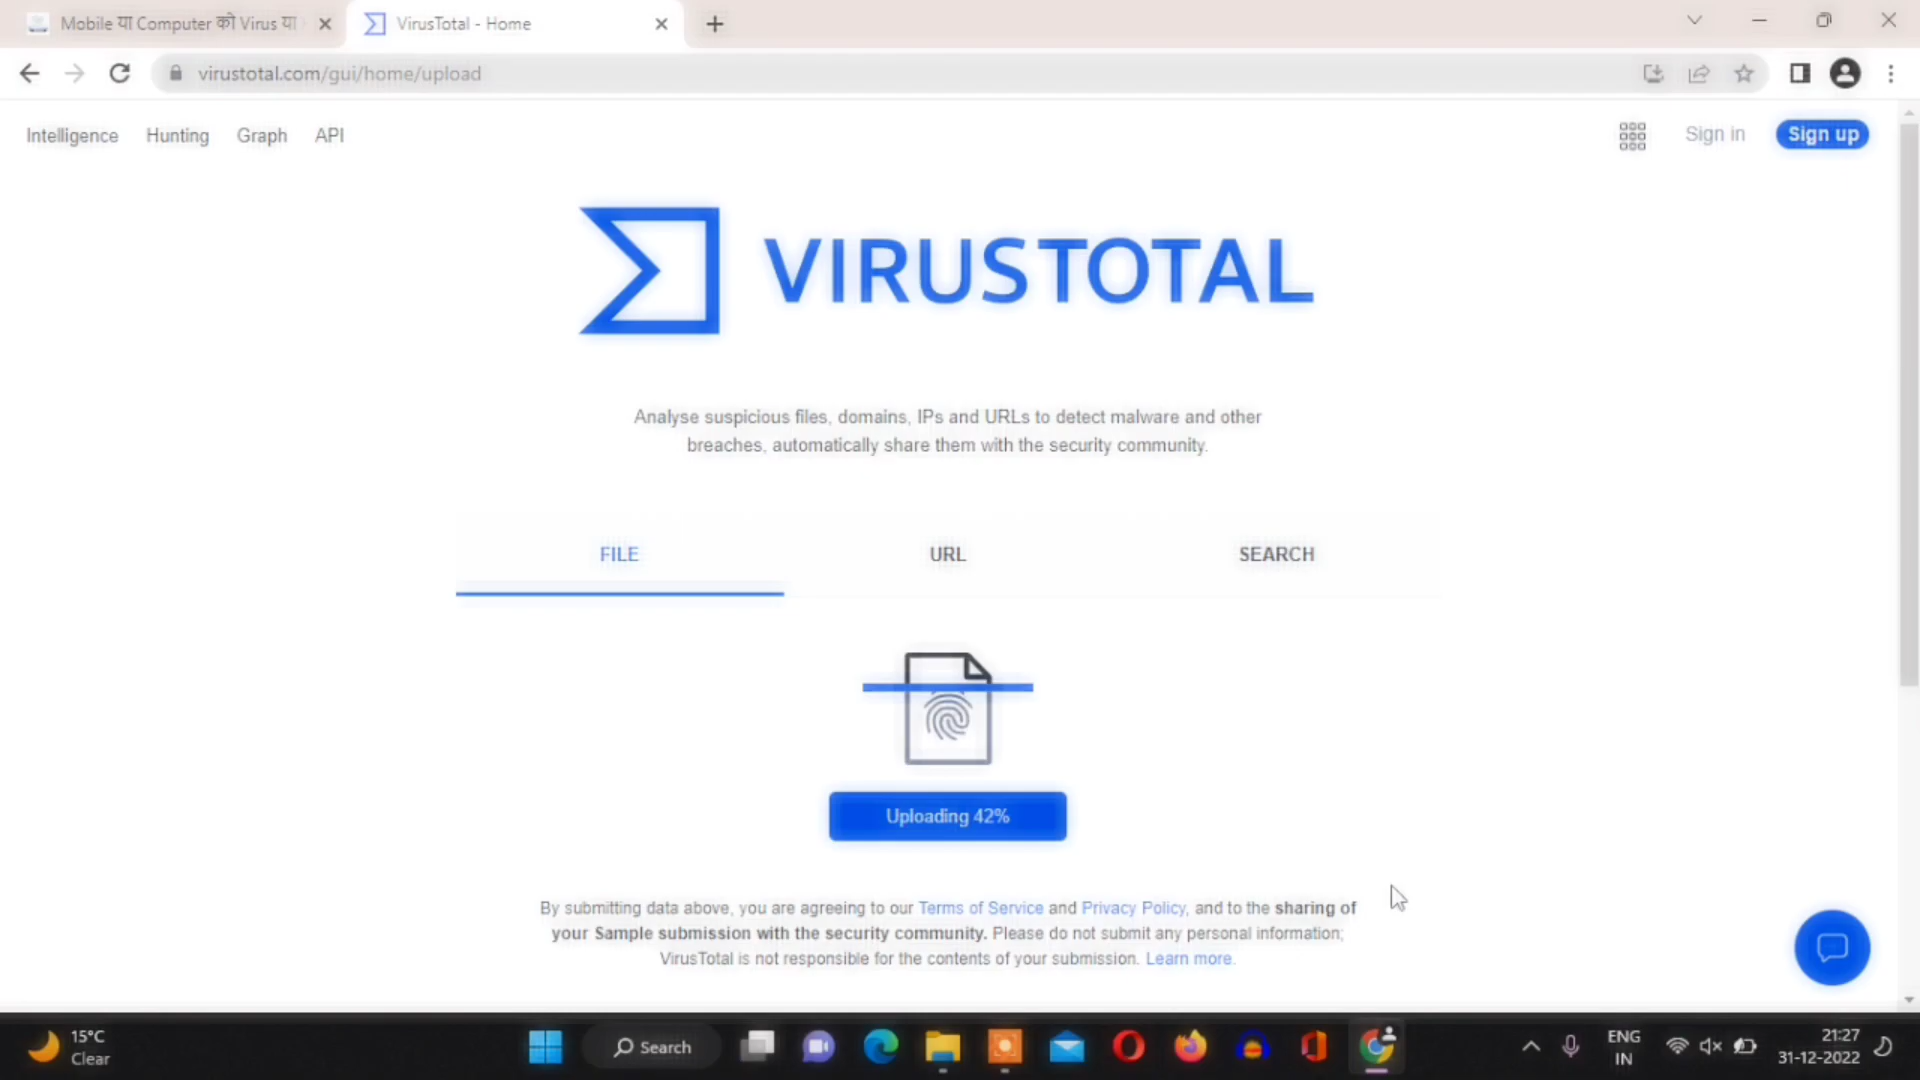 Mobile या Computer को Virus या
VirusTotal - Home
virustotal.com/gui/home/upload
Intelligence Hunting Graph API
Sign in Sign up
VIRUSTOTAL
Analyse suspicious files, domains, IPs and URLs to detect malware and other
breaches, automatically share them with the security community.
FILE URL SEARCH
Uploading 42%
By submitting data above, you are agreeing to our Terms of Service and Privacy Policy, and to the sharing of
your Sample submission with the security community. Please do not submit any personal information;
VirusTotal is not responsible for the contents of your submission. Learn more.
15°C
Clear
Search
ENG
IN
21:27
31-12-2022